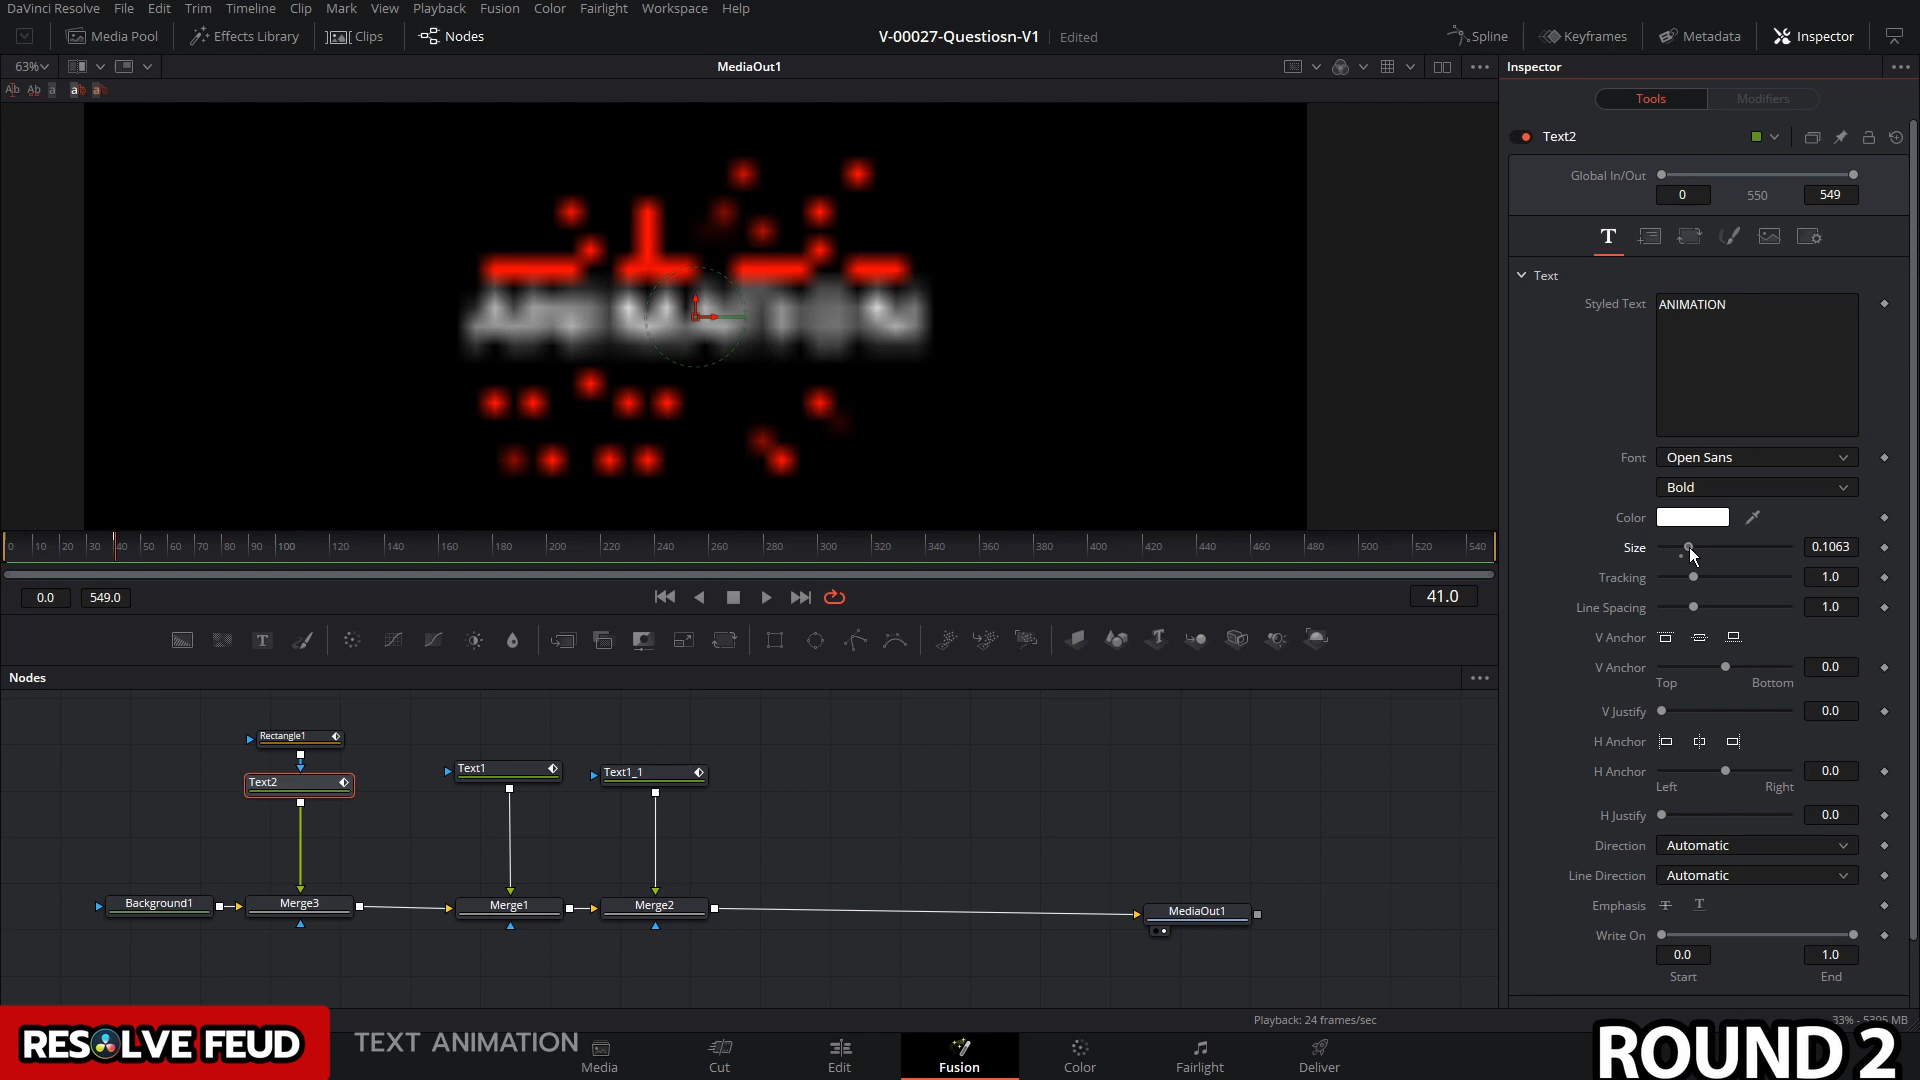 DaVinci Resolve File Edit Trim Timeline Clip Mark View Playback Fusion Color Fairlight Workspace Help
Media Pool Effects Library Clips Nodes V-00027-Questiosn-V1 Edited Spline Keyframes Metadata Inspector
63% MediaOut1 Inspector
Tools Modifiers
Text2
Global In/Out
0 550 549
Text
Styled Text ANIMATION
Font Open Sans
Bold
Color
Size 0.1063
Tracking 1.0
Line Spacing 1.0
V Anchor
V Anchor 0.0
Top Bottom
V Justify 0.0
H Anchor
H Anchor 0.0
Left Right
H Justify 0.0
Direction Automatic
Line Direction Automatic
Emphasis
Write On
0.0 1.0
Start End
0 10 20 30 40 50 60 70 80 90 100 120 140 160 180 200 220 240 260 280 300 320 340 360 380 400 420 440 460 480 500 520 540
0.0 549.0 41.0
Nodes
Rectangle1
Text2 Text1 Text1_1
Background1 Merge3 Merge1 Merge2 MediaOut1
Playback: 24 frames/sec 33% - 5395 MB
RESOLVE FEUD TEXT ANIMATION ROUND 2
Media Cut Edit Fusion Color Fairlight Deliver